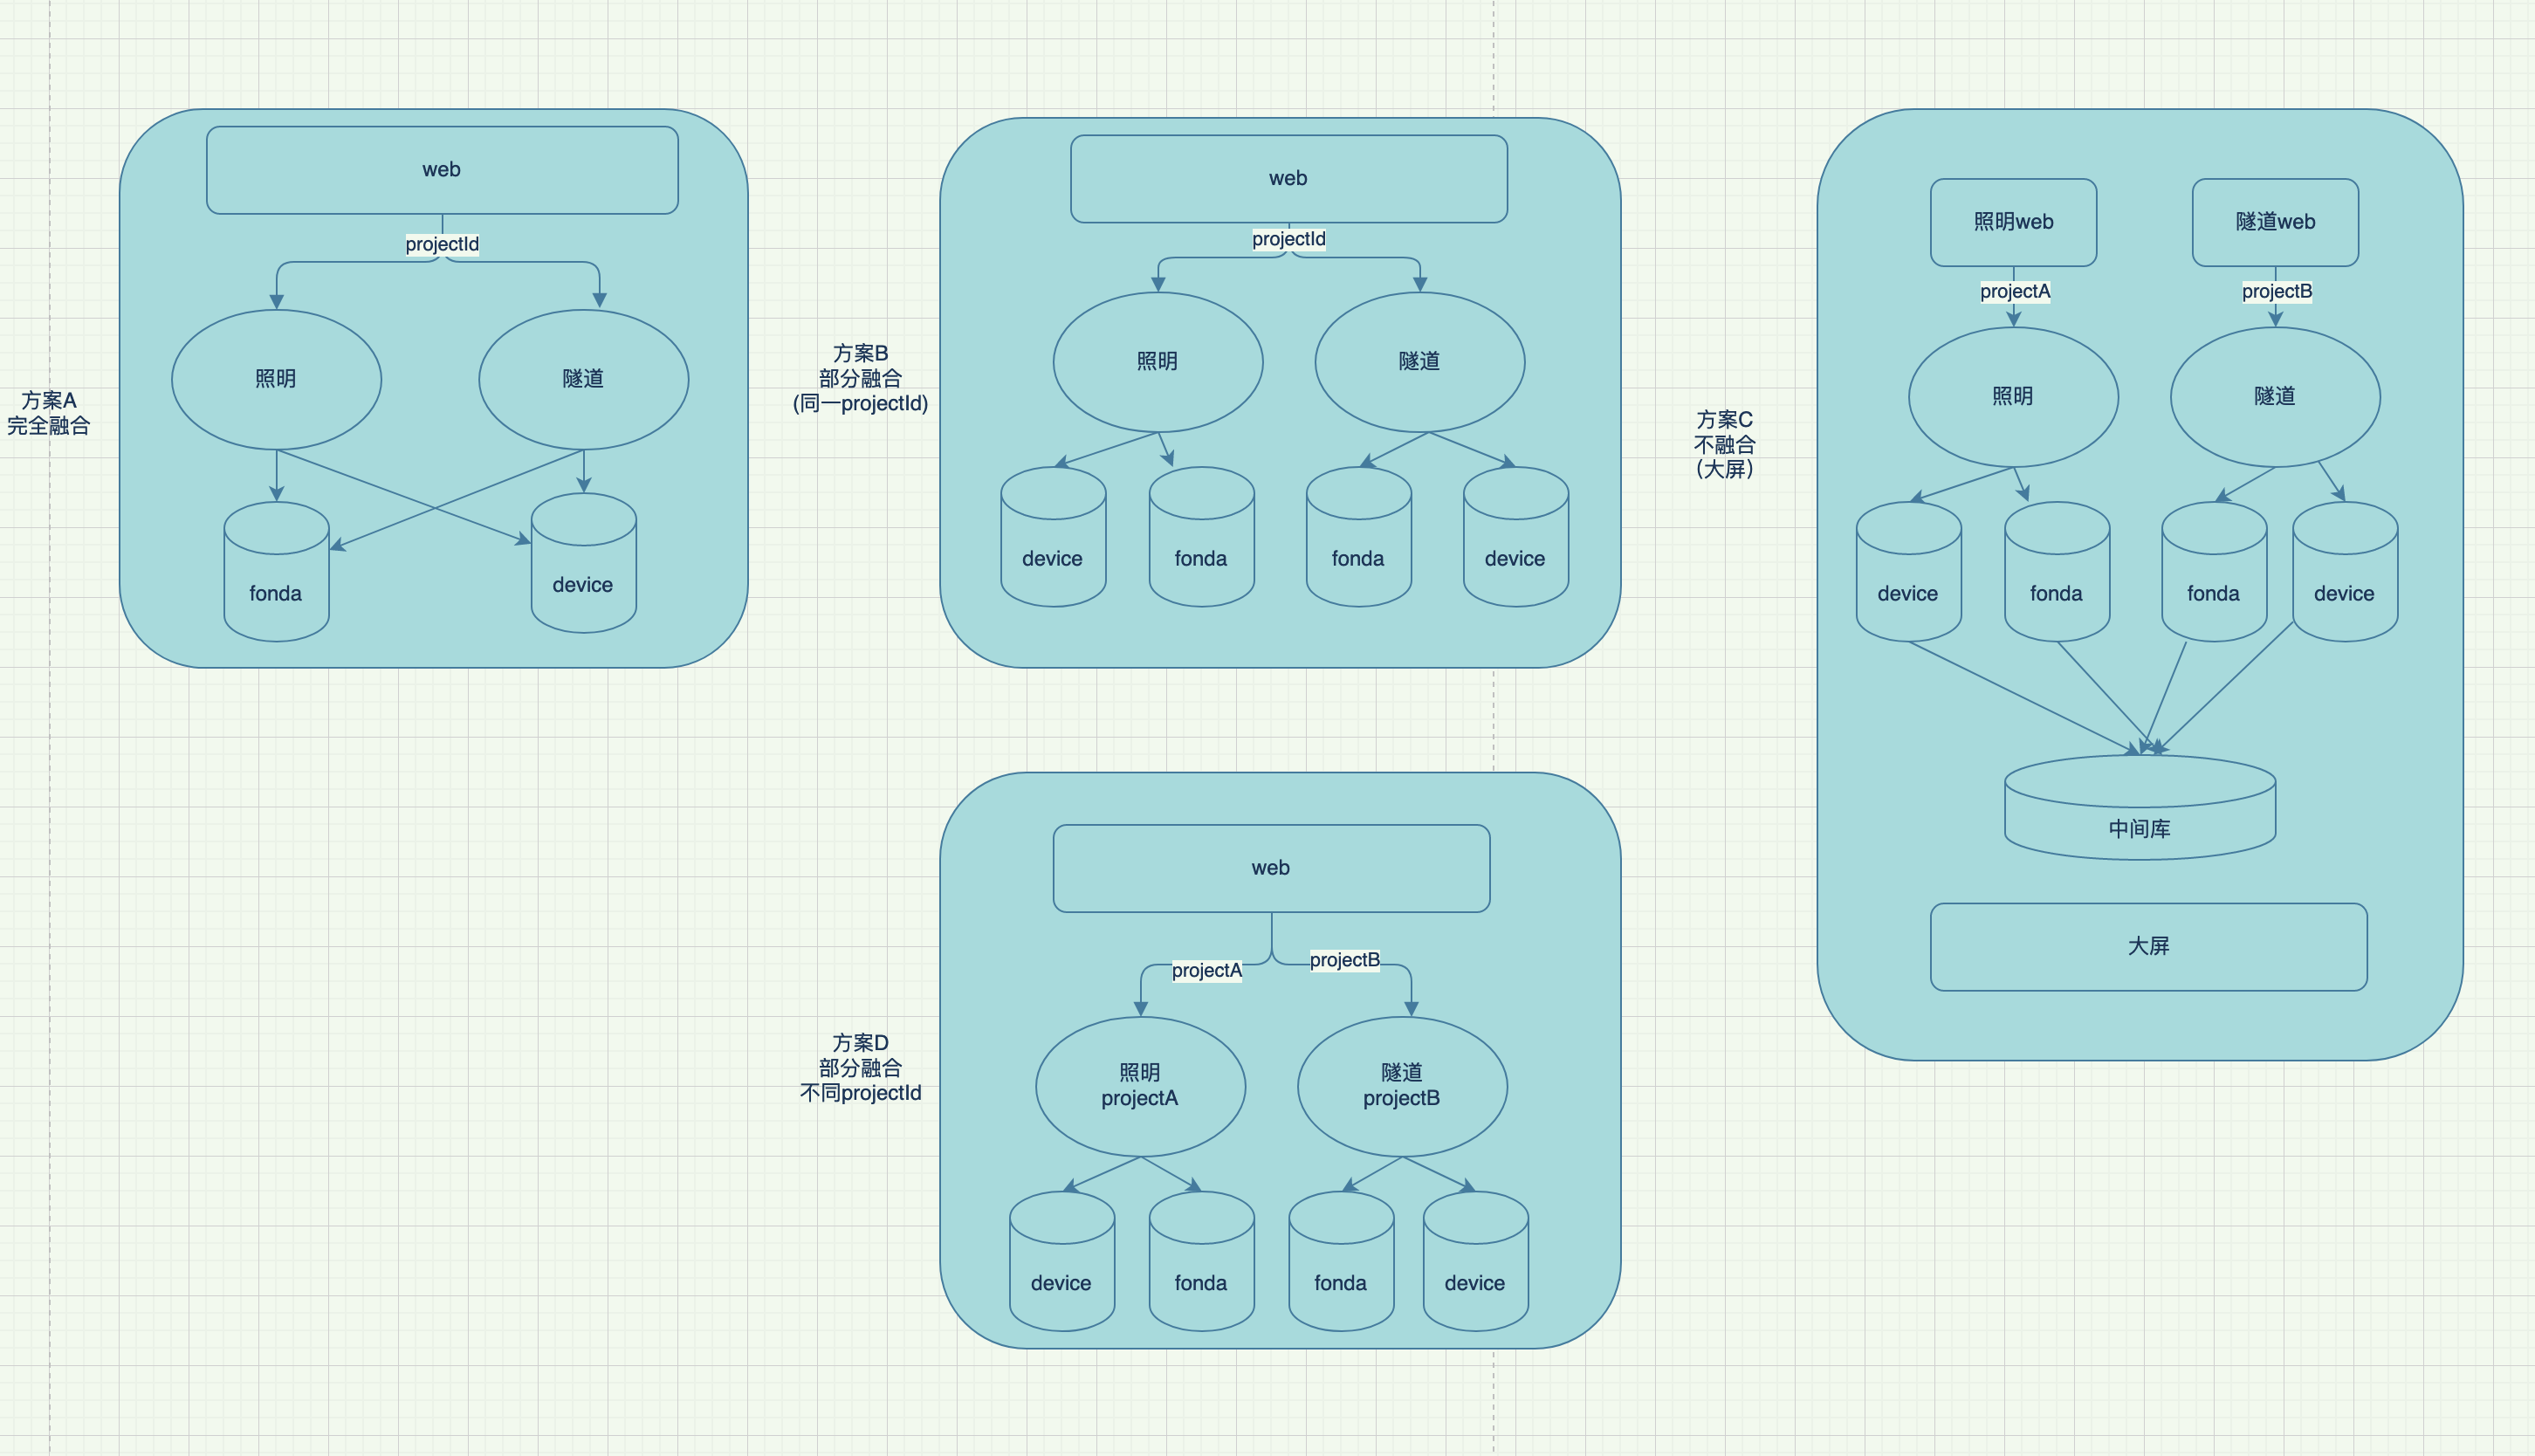 方案A
完全融合
web
projectId
照明
隧道
fonda
device
方案B
部分融合
(同一projectId)
web
projectId
照明
隧道
device
fonda
fonda
device
方案C
不融合
(大屏)
照明web
隧道web
projectA
projectB
照明
隧道
device
fonda
fonda
device
中间库
大屏
方案D
部分融合
不同projectId
web
projectA
projectB
照明
projectA
隧道
projectB
device
fonda
fonda
device